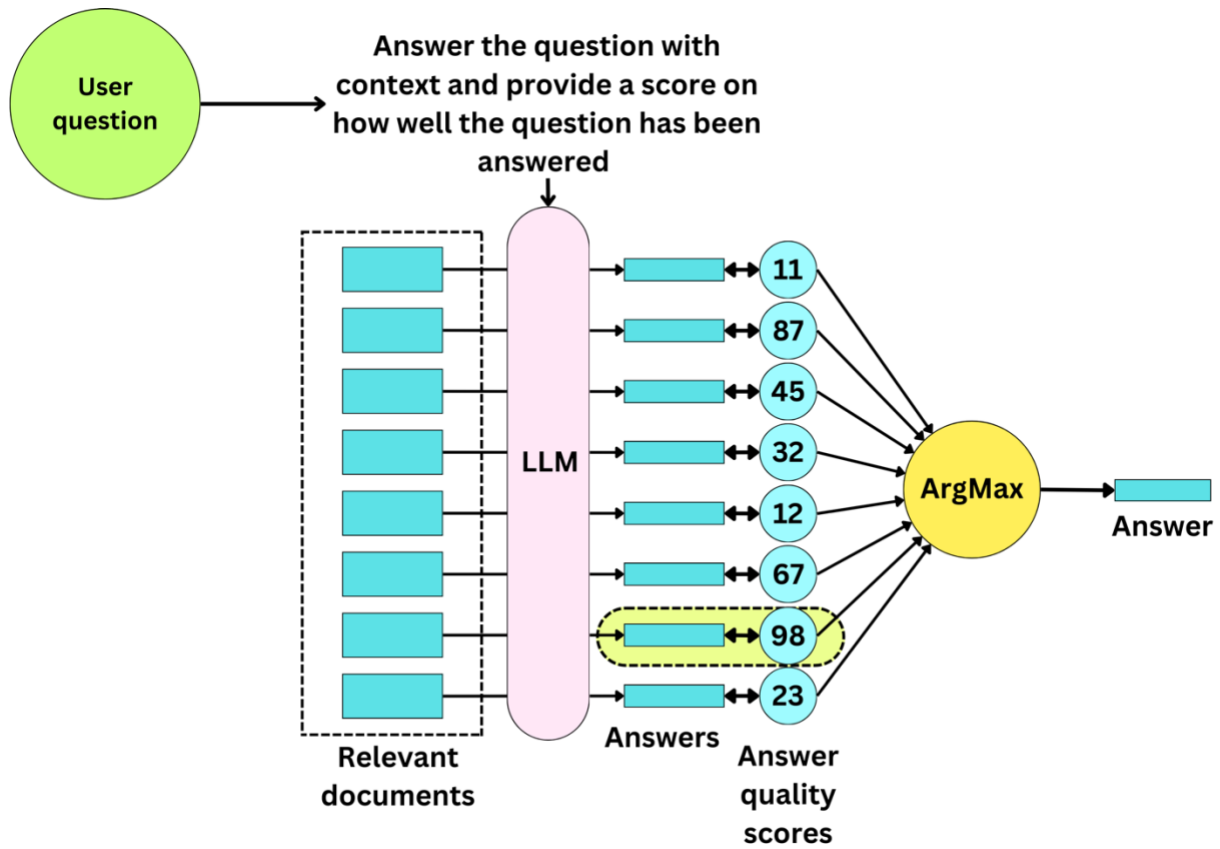 User
question
Answer the question with
context and provide a score on
how well the question has been
answered
LLM
11
87
45
32
12
67
98
23
ArgMax
Answer
Relevant
documents
Answers
Answer
quality
scores